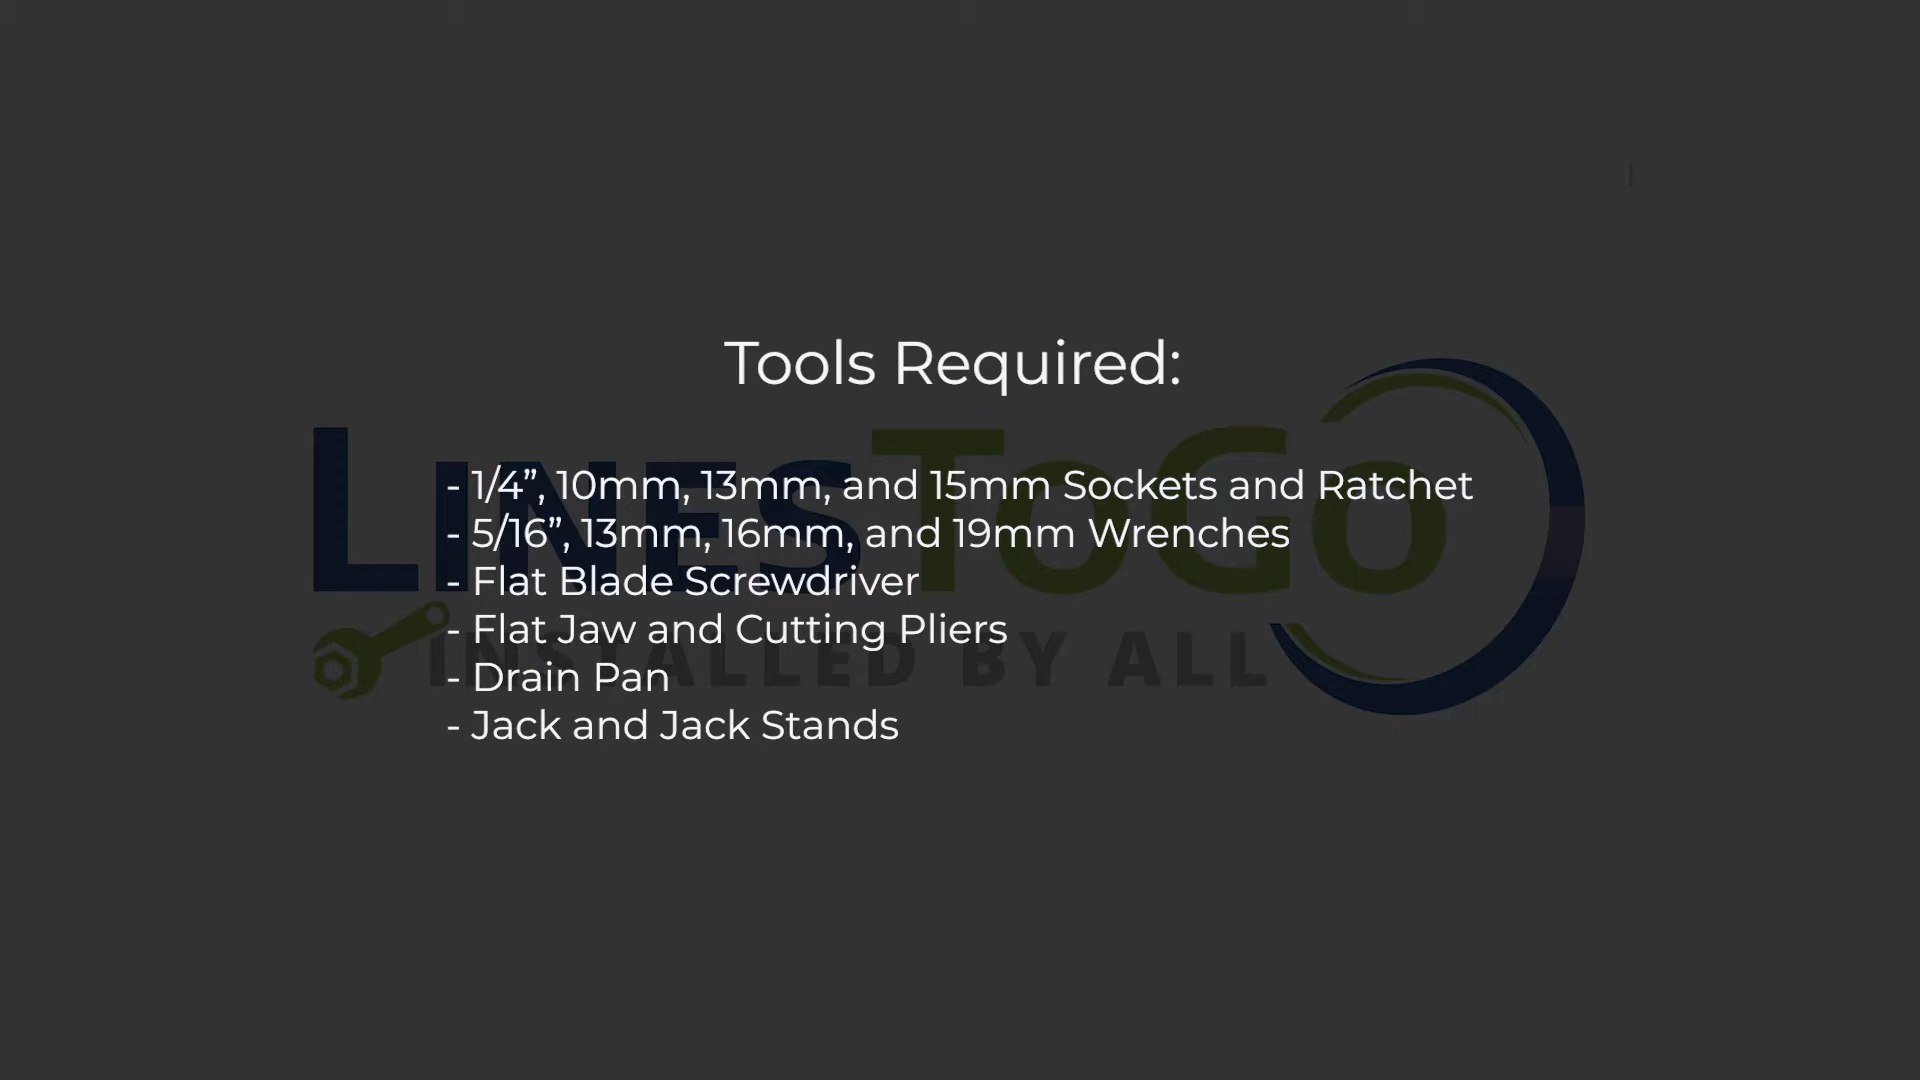 Tools Required:
LINESTOGO
- 1/4”, 10mm, 13mm, and 15mm Sockets and Ratchet
- 5/16”, 13mm, 16mm, and 19mm Wrenches
- Flat Blade Screwdriver
- Flat Jaw and Cutting Pliers
INSTALLED BY ALL
- Drain Pan
- Jack and Jack Stands